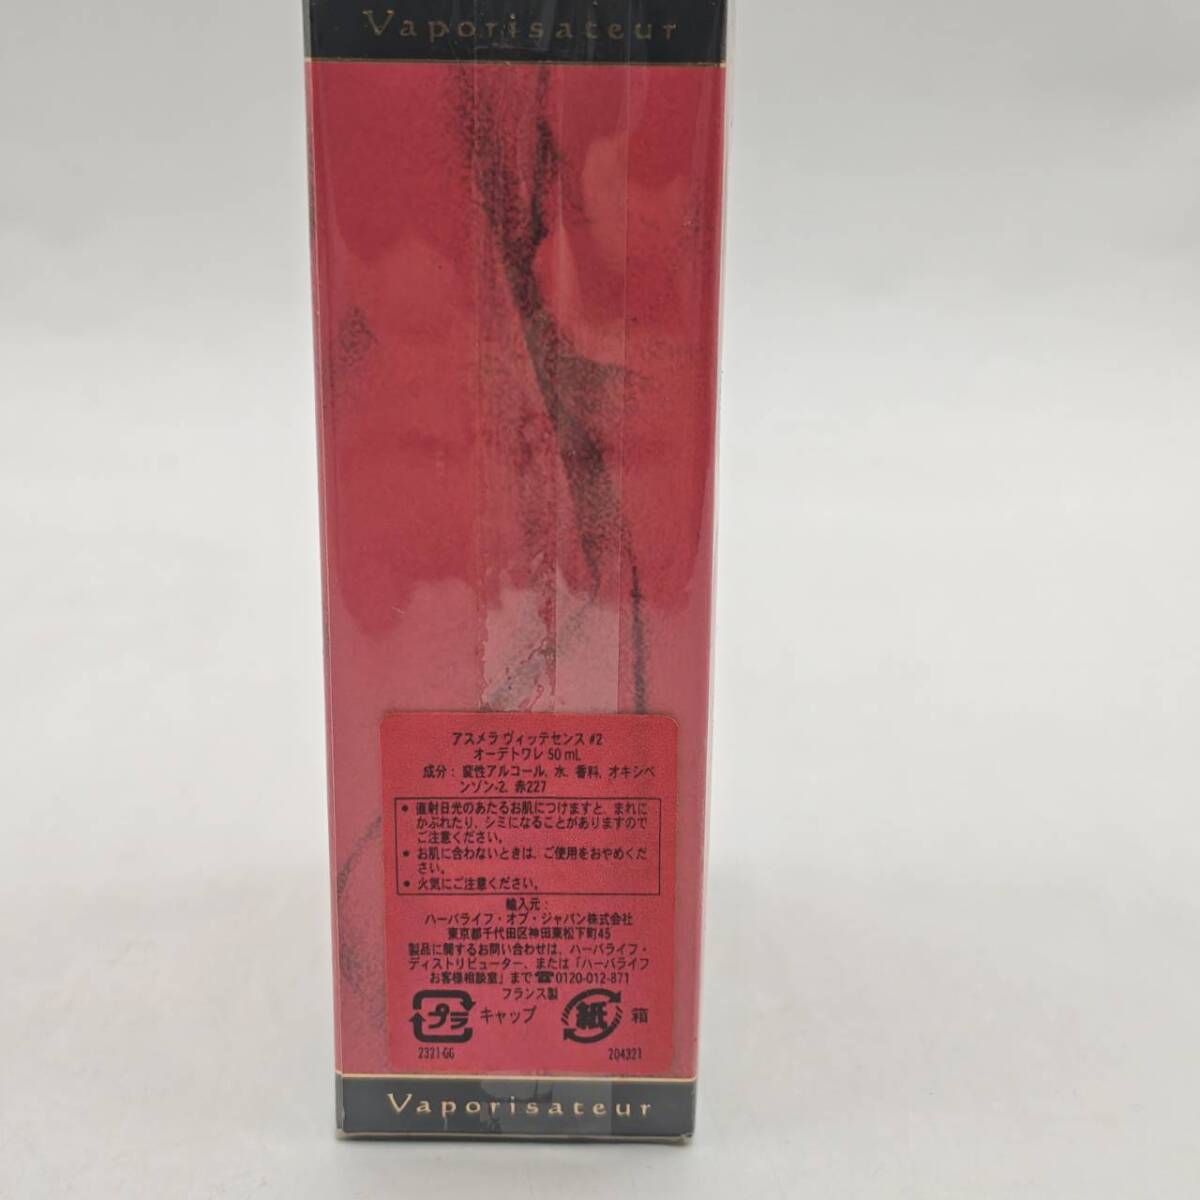 Vaporisateur
アスメラ ヴィッテセンス #2
オーデトワレ 50 mL
成分 : 変性アルコール, 水, 香料, オキシベ
ンゾン-2, 赤227
● 直射日光のあたるお肌につけますと、まれに
かぶれたり、シミになることがありますので
ご注意ください。
● お肌に合わないときは、ご使用をおやめくだ
さい。
● 火気にご注意ください。
輸入元 :
ハーバライフ・オブ・ジャパン株式会社
東京都千代田区神田東松下町45
製品に関するお問い合わせは、ハーバライフ・
ディストリビューター、または「ハーバライフ
お客様相談室」まで☎0120-012-871
フランス製
プラ キャップ 紙 箱
2321-GG 204321
Vaporisateur